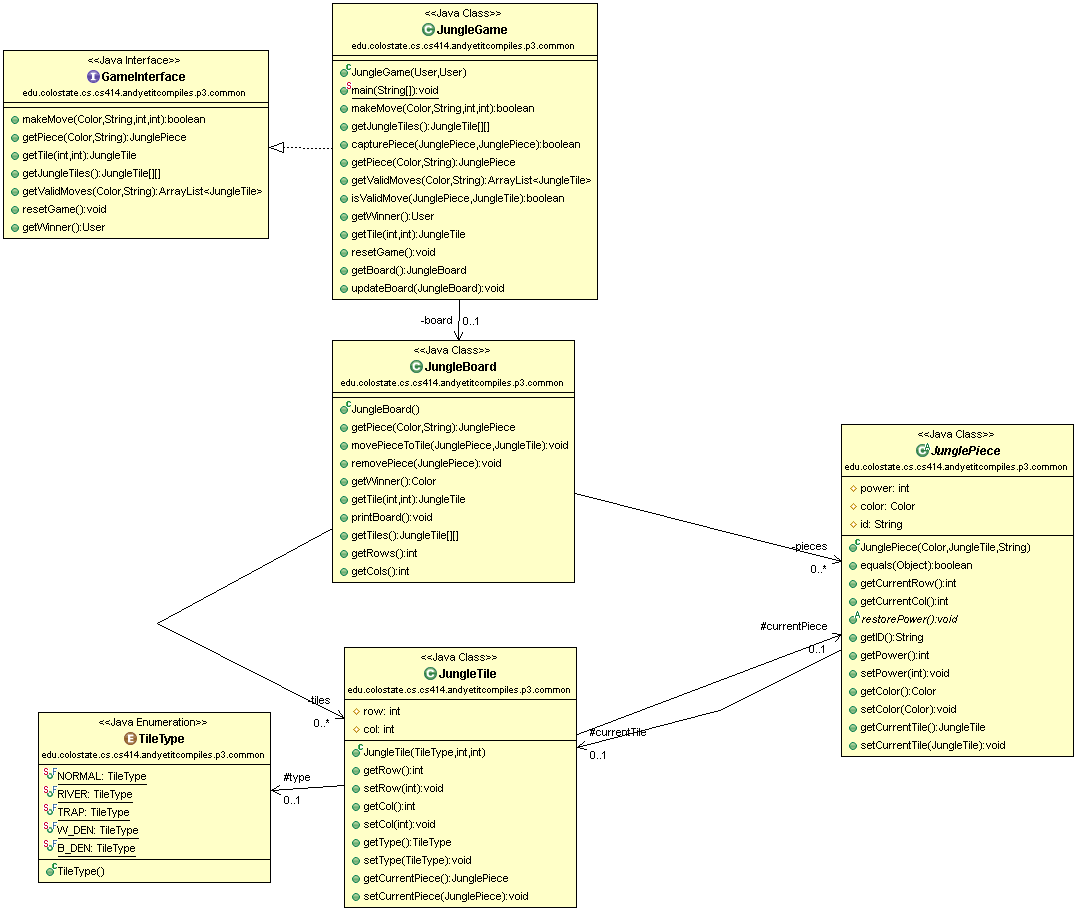 <<Java Class>>
JungleGame
edu.colostate.cs.cs414.andyetitcompiles.p3.common
JungleGame(User,User)
main(String[]):void
makeMove(Color,String,int,int):boolean
getJungleTiles():JungleTile[][]
capturePiece(JunglePiece,JunglePiece):boolean
getPiece(Color,String):JunglePiece
getValidMoves(Color,String):ArrayList<JungleTile>
isValidMove(JunglePiece,JungleTile):boolean
getWinner():User
getTile(int,int):JungleTile
resetGame():void
getBoard():JungleBoard
updateBoard(JungleBoard):void
<<Java Interface>>
GameInterface
edu.colostate.cs.cs414.andyetitcompiles.p3.common
makeMove(Color,String,int,int):boolean
getPiece(Color,String):JunglePiece
getTile(int,int):JungleTile
getJungleTiles():JungleTile[][]
getValidMoves(Color,String):ArrayList<JungleTile>
resetGame():void
getWinner():User
-board
0..1
<<Java Class>>
JungleBoard
edu.colostate.cs.cs414.andyetitcompiles.p3.common
JungleBoard()
getPiece(Color,String):JunglePiece
movePieceToTile(JunglePiece,JungleTile):void
removePiece(JunglePiece):void
getWinner():Color
getTile(int,int):JungleTile
printBoard():void
getTiles():JungleTile[][]
getRows():int
getCols():int
-pieces
0..*
<<Java Class>>
JunglePiece
edu.colostate.cs.cs414.andyetitcompiles.p3.common
power: int
color: Color
id: String
JunglePiece(Color,JungleTile,String)
equals(Object):boolean
getCurrentRow():int
getCurrentCol():int
restorePower():void
getID():String
getPower():int
setPower(int):void
getColor():Color
setColor(Color):void
getCurrentTile():JungleTile
setCurrentTile(JungleTile):void
#currentPiece
0..1
#currentTile
0..1
-tiles
0..*
<<Java Class>>
JungleTile
edu.colostate.cs.cs414.andyetitcompiles.p3.common
row: int
col: int
JungleTile(TileType,int,int)
getRow():int
setRow(int):void
getCol():int
setCol(int):void
getType():TileType
setType(TileType):void
getCurrentPiece():JunglePiece
setCurrentPiece(JunglePiece):void
#type
0..1
<<Java Enumeration>>
TileType
edu.colostate.cs.cs414.andyetitcompiles.p3.common
NORMAL: TileType
RIVER: TileType
TRAP: TileType
W_DEN: TileType
B_DEN: TileType
TileType()